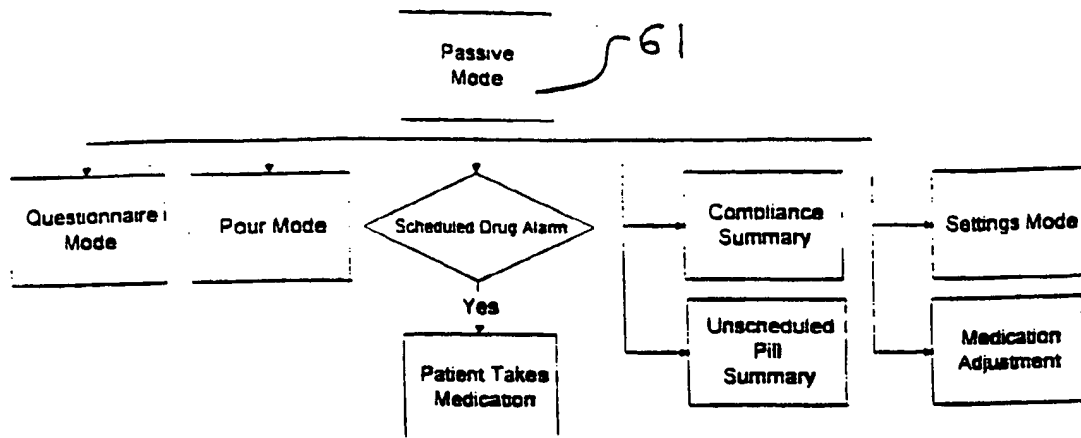 Passive
Mode
61
Questionnaire
Mode
Pour Mode
Scheduled Drug Alarm
Compliance
Summary
Settings Mode
Yes
Patient Takes
Medication
Unscheduled
Pill
Summary
Medication
Adjustment